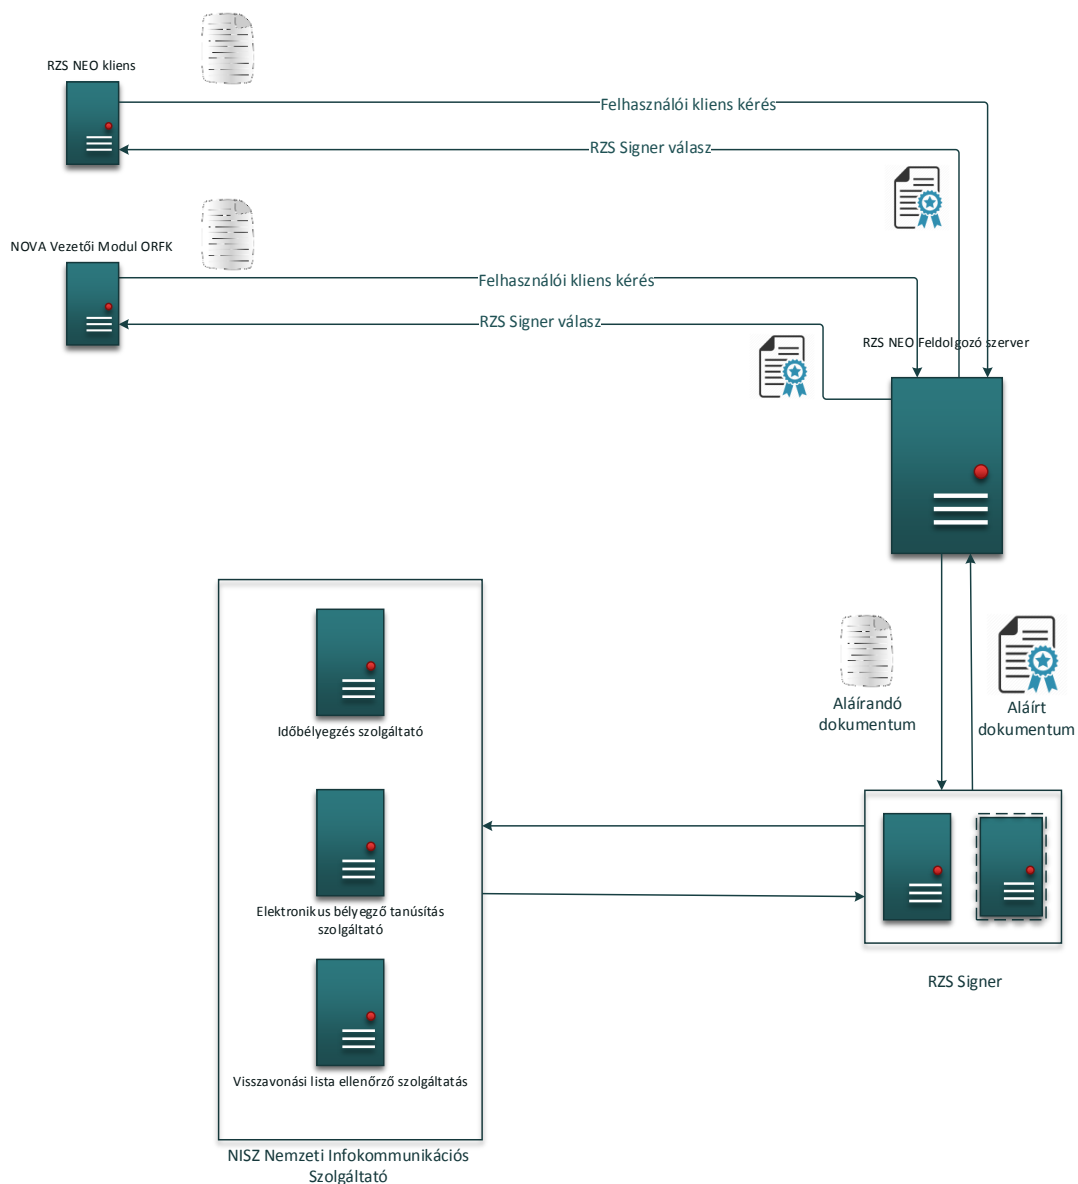 RZS NEO kliens
Felhasználói kliens kérés
RZS Signer válasz
NOVA Vezetői Modul ORFK
Felhasználói kliens kérés
RZS Signer válasz
RZS NEO Feldolgozó szerver
Aláírandó
dokumentum
Aláírt
dokumentum
Időbélyegzés szolgáltató
Elektronikus bélyegző tanúsítás
szolgáltató
Visszavonási lista ellenőrző szolgáltatás
RZS Signer
NISZ Nemzeti Infokommunikációs
Szolgáltató